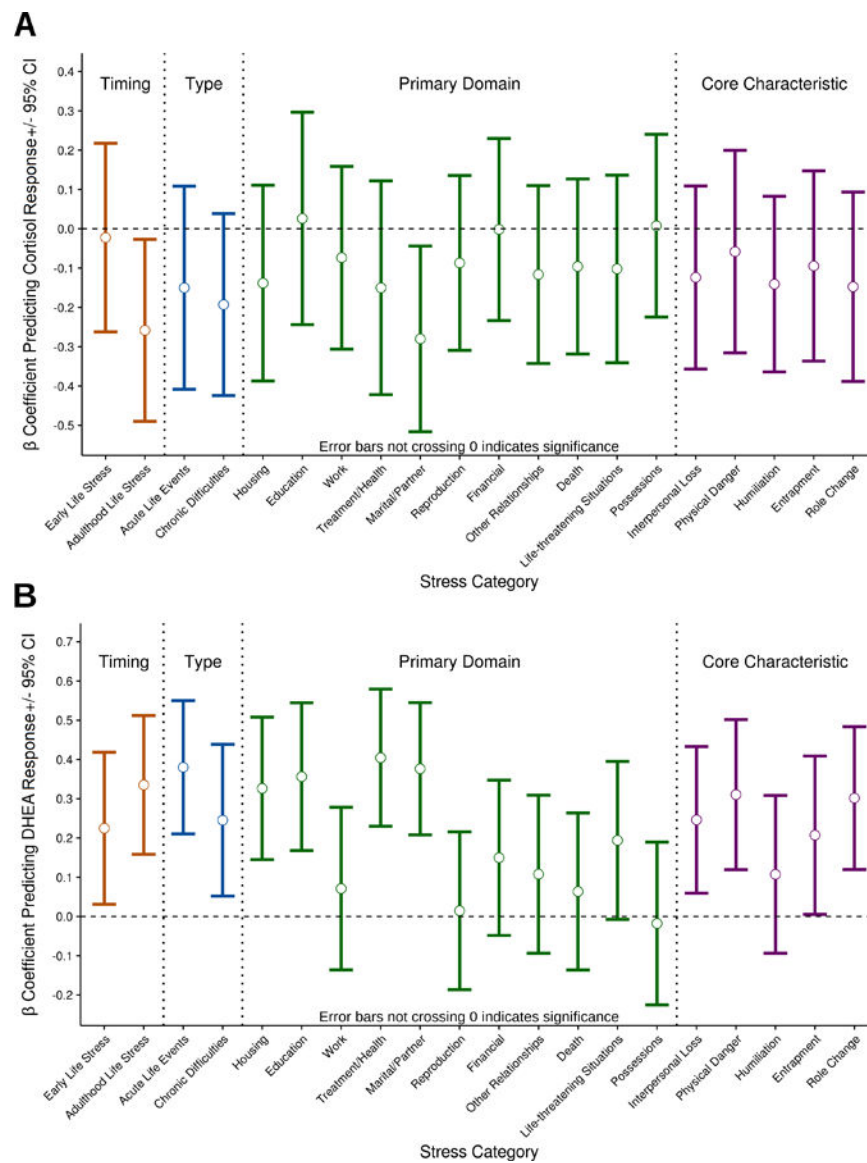 A
β Coefficient Predicting Cortisol Response+/- 95% CI
Timing
Type
Primary Domain
Core Characteristic
0.4
0.3
0.2
0.1
0.0
-0.1
-0.2
-0.3
-0.4
-0.5
Error bars not crossing 0 indicates significance
Early Life Stress
Adulthood Life Stress
Acute Life Events
Chronic Difficulties
Housing
Education
Work
Treatment/Health
Marital/Partner
Reproduction
Financial
Other Relationships
Death
Life-threatening Situations
Possessions
Interpersonal Loss
Physical Danger
Humiliation
Entrapment
Role Change
Stress Category
B
β Coefficient Predicting DHEA Response+/- 95% CI
Timing
Type
Primary Domain
Core Characteristic
0.7
0.6
0.5
0.4
0.3
0.2
0.1
0.0
-0.1
-0.2
Error bars not crossing 0 indicates significance
Early Life Stress
Adulthood Life Stress
Acute Life Events
Chronic Difficulties
Housing
Education
Work
Treatment/Health
Marital/Partner
Reproduction
Financial
Other Relationships
Death
Life-threatening Situations
Possessions
Interpersonal Loss
Physical Danger
Humiliation
Entrapment
Role Change
Stress Category